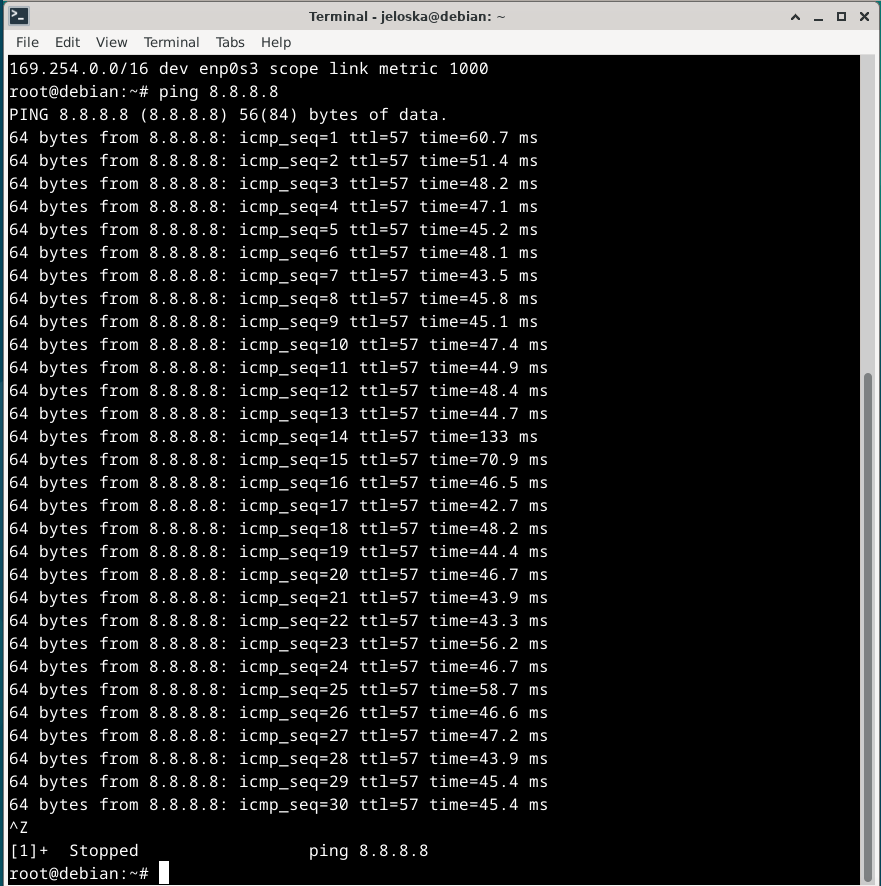 Terminal - jeloska@debian: ~
File Edit View Terminal Tabs Help
169.254.0.0/16 dev enp0s3 scope link metric 1000
root@debian:~# ping 8.8.8.8
PING 8.8.8.8 (8.8.8.8) 56(84) bytes of data.
64 bytes from 8.8.8.8: icmp_seq=1 ttl=57 time=60.7 ms
64 bytes from 8.8.8.8: icmp_seq=2 ttl=57 time=51.4 ms
64 bytes from 8.8.8.8: icmp_seq=3 ttl=57 time=48.2 ms
64 bytes from 8.8.8.8: icmp_seq=4 ttl=57 time=47.1 ms
64 bytes from 8.8.8.8: icmp_seq=5 ttl=57 time=45.2 ms
64 bytes from 8.8.8.8: icmp_seq=6 ttl=57 time=48.1 ms
64 bytes from 8.8.8.8: icmp_seq=7 ttl=57 time=43.5 ms
64 bytes from 8.8.8.8: icmp_seq=8 ttl=57 time=45.8 ms
64 bytes from 8.8.8.8: icmp_seq=9 ttl=57 time=45.1 ms
64 bytes from 8.8.8.8: icmp_seq=10 ttl=57 time=47.4 ms
64 bytes from 8.8.8.8: icmp_seq=11 ttl=57 time=44.9 ms
64 bytes from 8.8.8.8: icmp_seq=12 ttl=57 time=48.4 ms
64 bytes from 8.8.8.8: icmp_seq=13 ttl=57 time=44.7 ms
64 bytes from 8.8.8.8: icmp_seq=14 ttl=57 time=133 ms
64 bytes from 8.8.8.8: icmp_seq=15 ttl=57 time=70.9 ms
64 bytes from 8.8.8.8: icmp_seq=16 ttl=57 time=46.5 ms
64 bytes from 8.8.8.8: icmp_seq=17 ttl=57 time=42.7 ms
64 bytes from 8.8.8.8: icmp_seq=18 ttl=57 time=48.2 ms
64 bytes from 8.8.8.8: icmp_seq=19 ttl=57 time=44.4 ms
64 bytes from 8.8.8.8: icmp_seq=20 ttl=57 time=46.7 ms
64 bytes from 8.8.8.8: icmp_seq=21 ttl=57 time=43.9 ms
64 bytes from 8.8.8.8: icmp_seq=22 ttl=57 time=43.3 ms
64 bytes from 8.8.8.8: icmp_seq=23 ttl=57 time=56.2 ms
64 bytes from 8.8.8.8: icmp_seq=24 ttl=57 time=46.7 ms
64 bytes from 8.8.8.8: icmp_seq=25 ttl=57 time=58.7 ms
64 bytes from 8.8.8.8: icmp_seq=26 ttl=57 time=46.6 ms
64 bytes from 8.8.8.8: icmp_seq=27 ttl=57 time=47.2 ms
64 bytes from 8.8.8.8: icmp_seq=28 ttl=57 time=43.9 ms
64 bytes from 8.8.8.8: icmp_seq=29 ttl=57 time=45.4 ms
64 bytes from 8.8.8.8: icmp_seq=30 ttl=57 time=45.4 ms
^Z
[1]+  Stopped                 ping 8.8.8.8
root@debian:~#